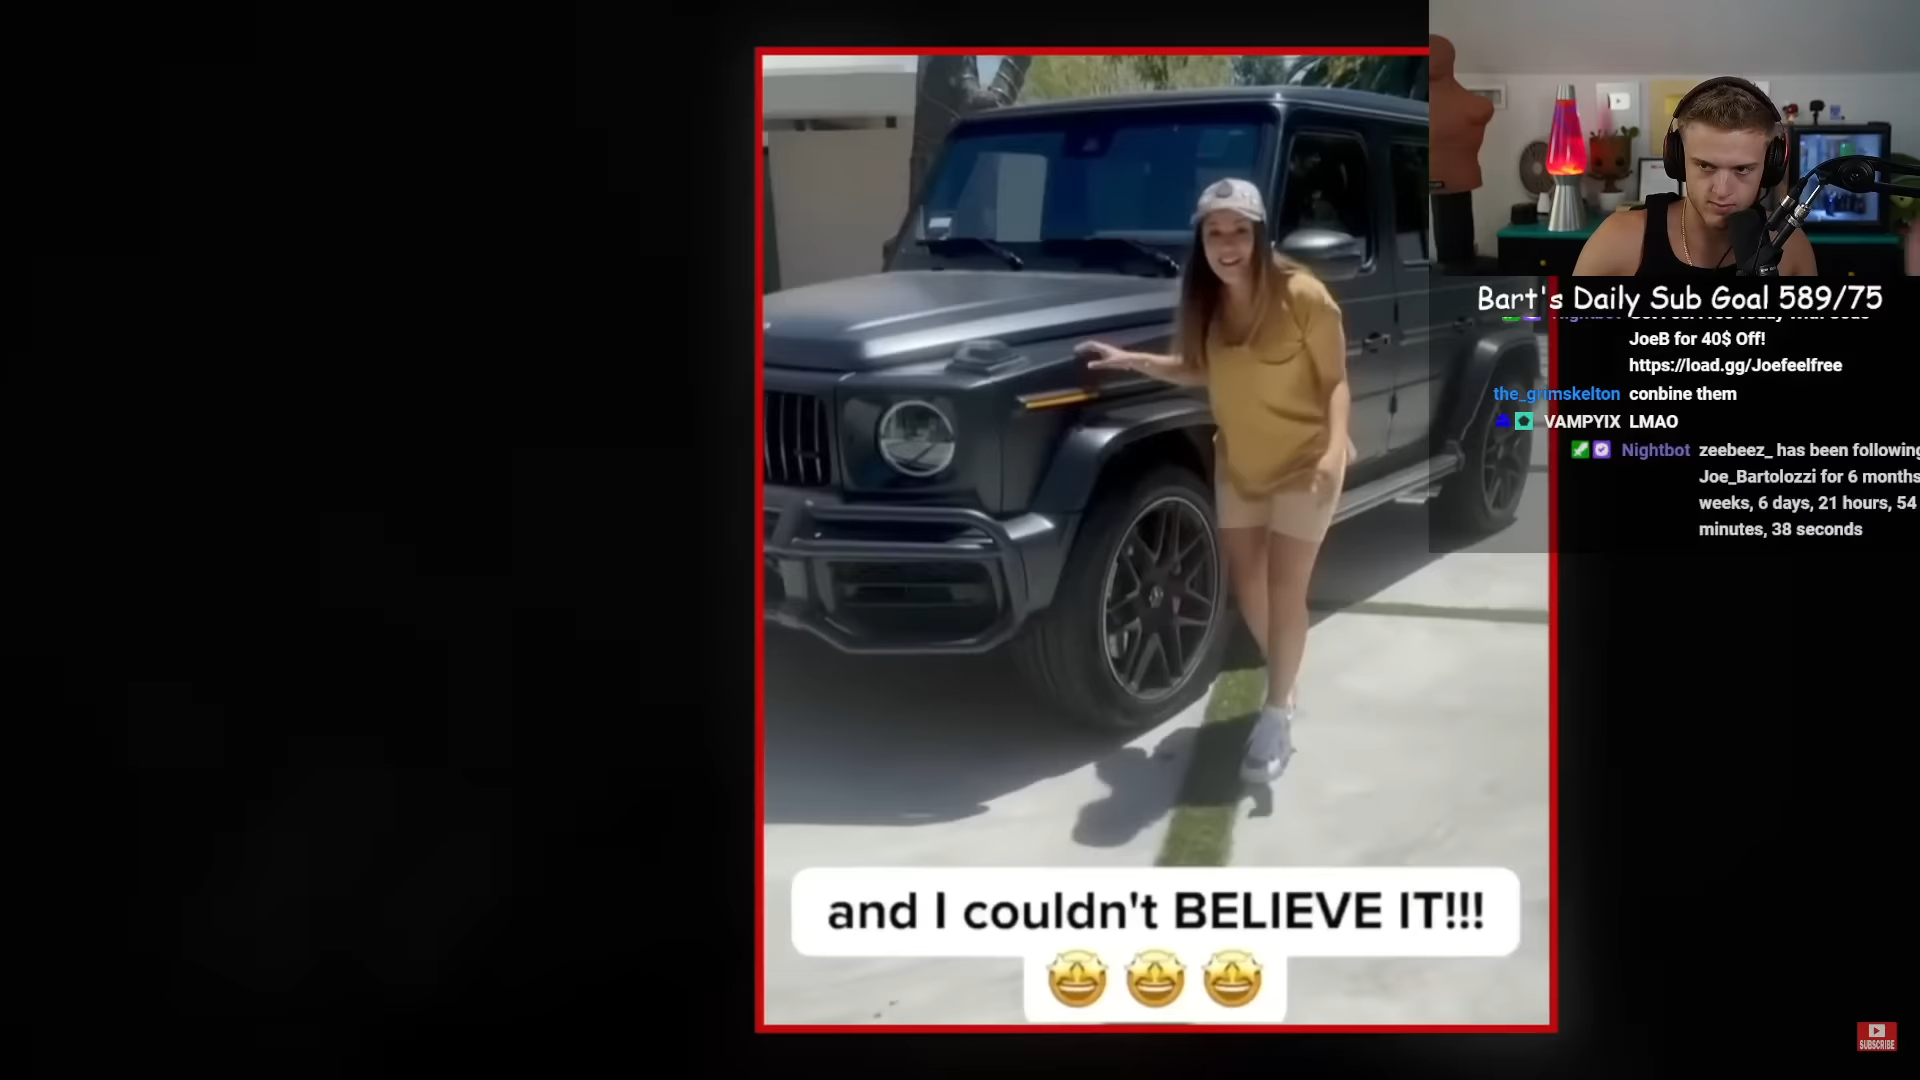 Bart's Daily Sub Goal 589/75
JoeB for 40$ Off!
https://load.gg/Joefeelfree
the_grimskelton conbine them
VAMPYIX LMAO
Nightbot zeebeez_ has been following
Joe_Bartolozzi for 6 months
weeks, 6 days, 21 hours, 54
minutes, 38 seconds
and I couldn't BELIEVE IT!!!
🤩 🤩 🤩
SUBSCRIBE